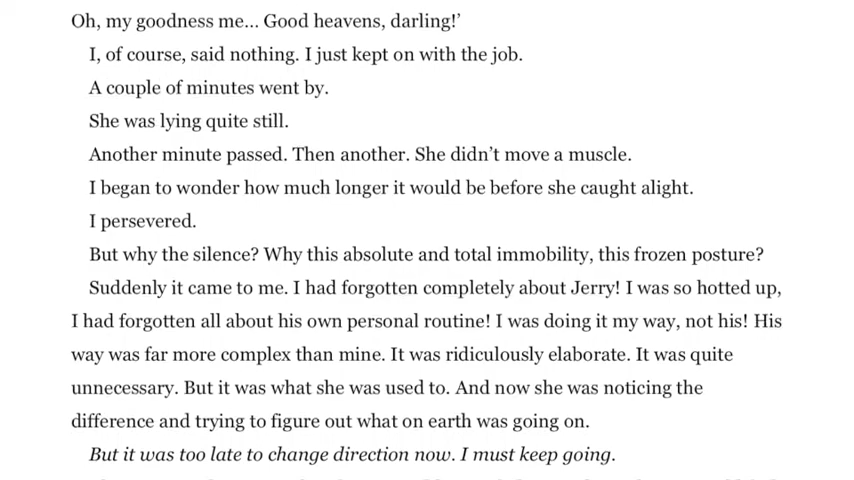 Oh, my goodness me... Good heavens, darling!’
I, of course, said nothing. I just kept on with the job.
A couple of minutes went by.
She was lying quite still.
Another minute passed. Then another. She didn’t move a muscle.
I began to wonder how much longer it would be before she caught alight.
I persevered.
But why the silence? Why this absolute and total immobility, this frozen posture?
Suddenly it came to me. I had forgotten completely about Jerry! I was so hotted up,
I had forgotten all about his own personal routine! I was doing it my way, not his! His
way was far more complex than mine. It was ridiculously elaborate. It was quite
unnecessary. But it was what she was used to. And now she was noticing the
difference and trying to figure out what on earth was going on.
But it was too late to change direction now. I must keep going.